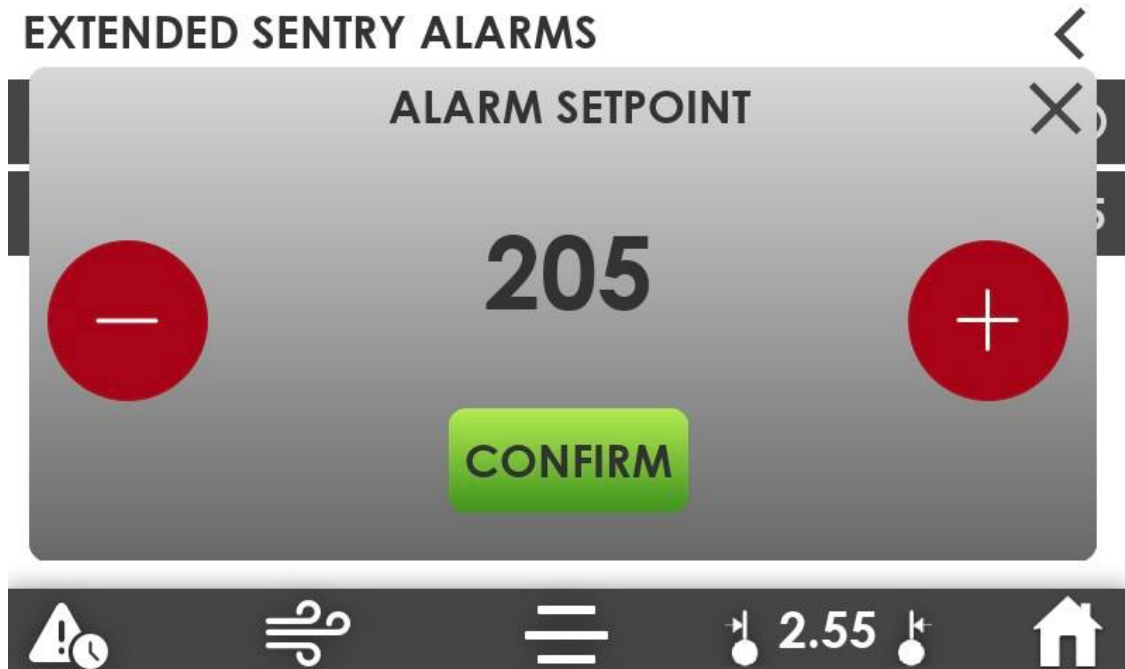 EXTENDED SENTRY ALARMS
ALARM SETPOINT
205
CONFIRM
2.55